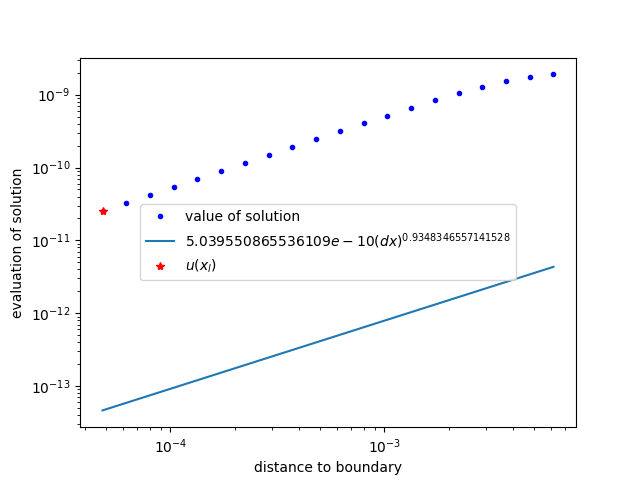 10^{-9}
10^{-10}
10^{-11}
10^{-12}
10^{-13}
evaluation of solution
value of solution
5.039550865536109e − 10(dx)^{0.9348346557141528}
u(x_l)
10^{-4} 10^{-3}
distance to boundary